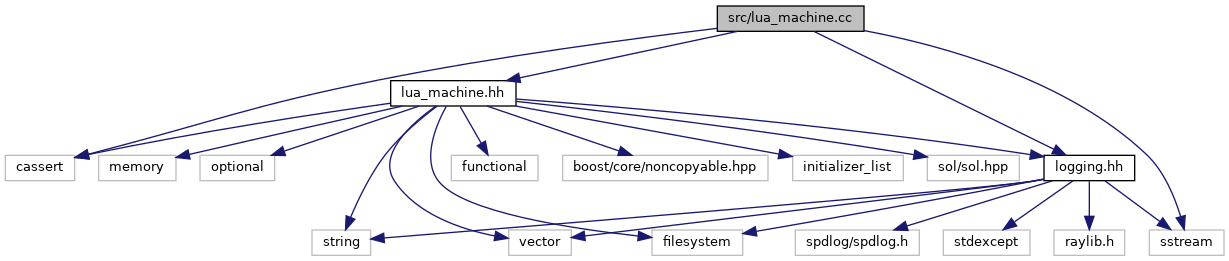 src/lua_machine.cc
lua_machine.hh
cassert
memory
optional
functional
boost/core/noncopyable.hpp
initializer_list
sol/sol.hpp
logging.hh
string
vector
filesystem
spdlog/spdlog.h
stdexcept
raylib.h
sstream